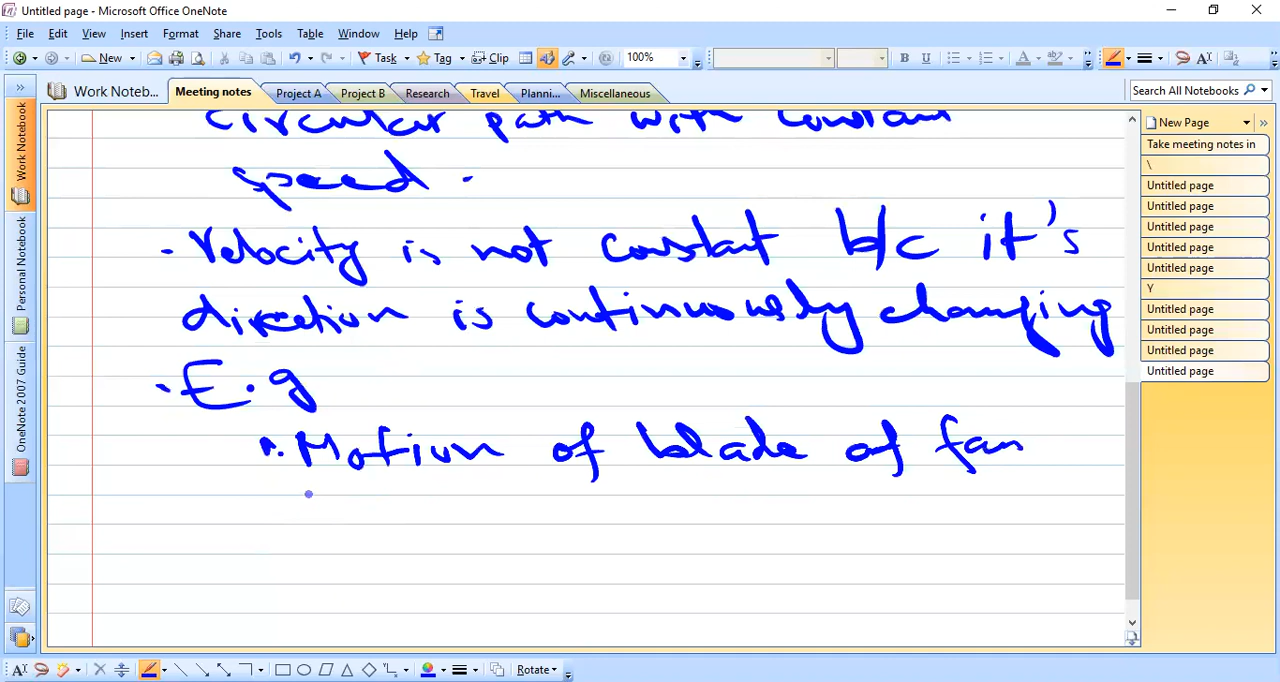 Untitled page - Microsoft Office OneNote
File Edit View Insert Format Share Tools Table Window Help
New Task Tag Clip 100% B U A ab A
Work Noteb... Meeting notes Project A Project B Research Travel Planni... Miscellaneous Search All Notebooks
Work Notebook
Personal Notebook
OneNote 2007 Guide
circular path with constant
speed.
. Velocity is not constat b/c it's
direction is continuously changing
. E.g
1. Motion of blade of fan
New Page
Take meeting notes in
\
Untitled page
Untitled page
Untitled page
Untitled page
Untitled page
Y
Untitled page
Untitled page
Untitled page
Untitled page
A Rotate